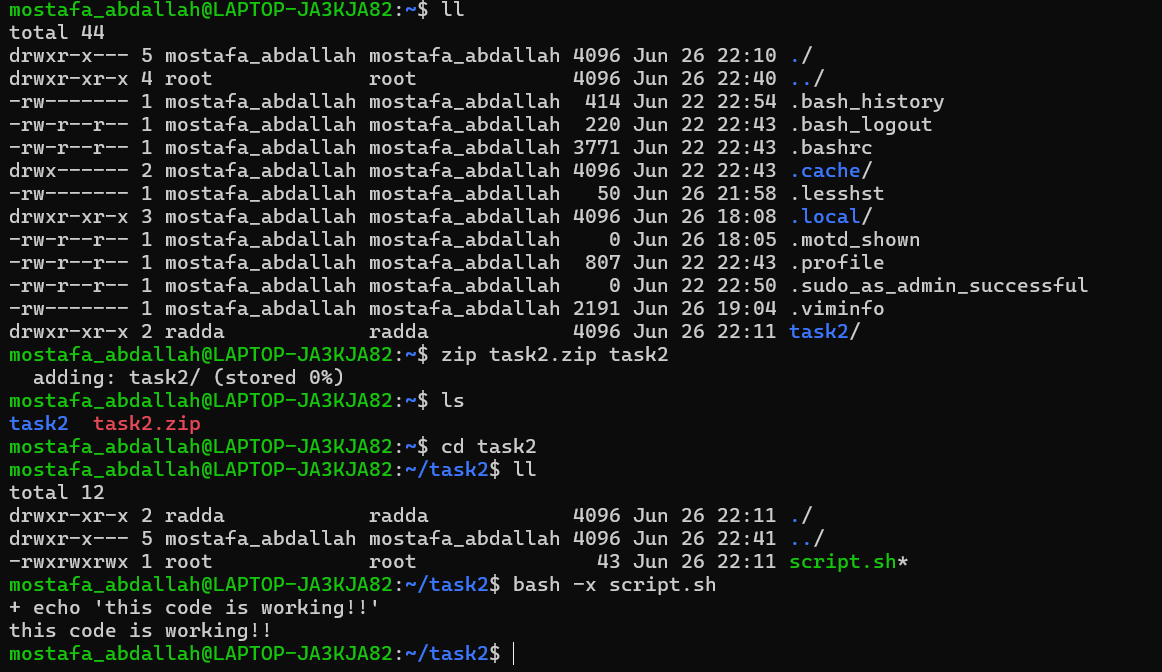 mostafa_abdallah@LAPTOP-JA3KJA82:~$ ll
total 44
drwxr-x--- 5 mostafa_abdallah mostafa_abdallah 4096 Jun 26 22:10 ./
drwxr-xr-x 4 root             root             4096 Jun 26 22:40 ../
-rw------- 1 mostafa_abdallah mostafa_abdallah  414 Jun 22 22:54 .bash_history
-rw-r--r-- 1 mostafa_abdallah mostafa_abdallah  220 Jun 22 22:43 .bash_logout
-rw-r--r-- 1 mostafa_abdallah mostafa_abdallah 3771 Jun 22 22:43 .bashrc
drwx------ 2 mostafa_abdallah mostafa_abdallah 4096 Jun 22 22:43 .cache/
-rw------- 1 mostafa_abdallah mostafa_abdallah   50 Jun 26 21:58 .lesshst
drwxr-xr-x 3 mostafa_abdallah mostafa_abdallah 4096 Jun 26 18:08 .local/
-rw-r--r-- 1 mostafa_abdallah mostafa_abdallah    0 Jun 26 18:05 .motd_shown
-rw-r--r-- 1 mostafa_abdallah mostafa_abdallah  807 Jun 22 22:43 .profile
-rw-r--r-- 1 mostafa_abdallah mostafa_abdallah    0 Jun 22 22:50 .sudo_as_admin_successful
-rw------- 1 mostafa_abdallah mostafa_abdallah 2191 Jun 26 19:04 .viminfo
drwxr-xr-x 2 radda            radda            4096 Jun 26 22:11 task2/
mostafa_abdallah@LAPTOP-JA3KJA82:~$ zip task2.zip task2
  adding: task2/ (stored 0%)
mostafa_abdallah@LAPTOP-JA3KJA82:~$ ls
task2  task2.zip
mostafa_abdallah@LAPTOP-JA3KJA82:~$ cd task2
mostafa_abdallah@LAPTOP-JA3KJA82:~/task2$ ll
total 12
drwxr-xr-x 2 radda            radda            4096 Jun 26 22:11 ./
drwxr-x--- 5 mostafa_abdallah mostafa_abdallah 4096 Jun 26 22:41 ../
-rwxrwxrwx 1 root             root               43 Jun 26 22:11 script.sh*
mostafa_abdallah@LAPTOP-JA3KJA82:~/task2$ bash -x script.sh
+ echo 'this code is working!!'
this code is working!!
mostafa_abdallah@LAPTOP-JA3KJA82:~/task2$